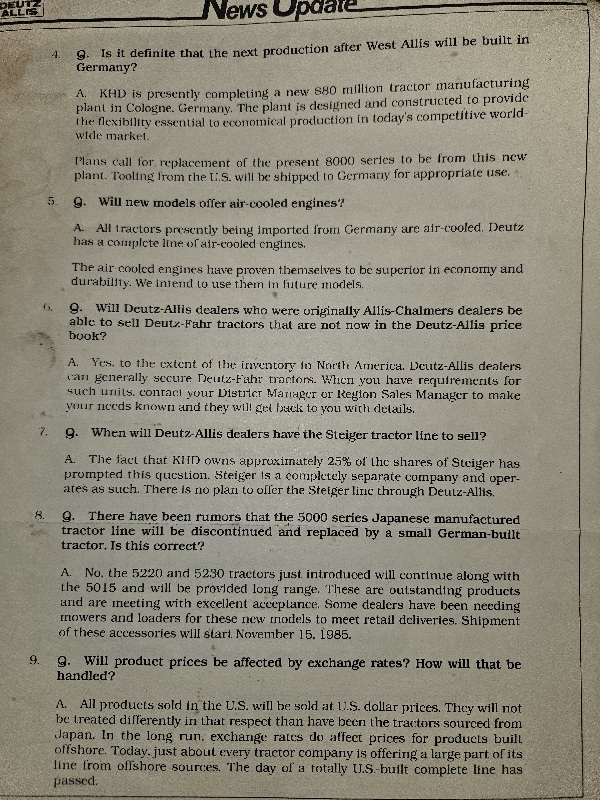 DEUTZ
ALLIS
News Update
4. Q. Is it definite that the next production after West Allis will be built in
Germany?
A. KHD is presently completing a new $80 million tractor manufacturing
plant in Cologne, Germany. The plant is designed and constructed to provide
the flexibility essential to economical production in today's competitive world-
wide market.
Plans call for replacement of the present 8000 series to be from this new
plant. Tooling from the U.S. will be shipped to Germany for appropriate use.
5. Q. Will new models offer air-cooled engines?
A. All tractors presently being imported from Germany are air-cooled. Deutz
has a complete line of air-cooled engines.
The air-cooled engines have proven themselves to be superior in economy and
durability. We intend to use them in future models.
6. Q. Will Deutz-Allis dealers who were originally Allis-Chalmers dealers be
able to sell Deutz-Fahr tractors that are not now in the Deutz-Allis price
book?
A. Yes, to the extent of the inventory in North America. Deutz-Allis dealers
can generally secure Deutz-Fahr tractors. When you have requirements for
such units, contact your District Manager or Region Sales Manager to make
your needs known and they will get back to you with details.
7. Q. When will Deutz-Allis dealers have the Steiger tractor line to sell?
A. The fact that KHD owns approximately 25% of the shares of Steiger has
prompted this question. Steiger is a completely separate company and oper-
ates as such. There is no plan to offer the Steiger line through Deutz-Allis.
8. Q. There have been rumors that the 5000 series Japanese manufactured
tractor line will be discontinued and replaced by a small German-built
tractor. Is this correct?
A. No, the 5220 and 5230 tractors just introduced will continue along with
the 5015 and will be provided long range. These are outstanding products
and are meeting with excellent acceptance. Some dealers have been needing
mowers and loaders for these new models to meet retail deliveries. Shipment
of these accessories will start November 15, 1985.
9. Q. Will product prices be affected by exchange rates? How will that be
handled?
A. All products sold in the U.S. will be sold at U.S. dollar prices. They will not
be treated differently in that respect than have been the tractors sourced from
Japan. In the long run, exchange rates do affect prices for products built
offshore. Today, just about every tractor company is offering a large part of its
line from offshore sources. The day of a totally U.S.-built complete line has
passed.